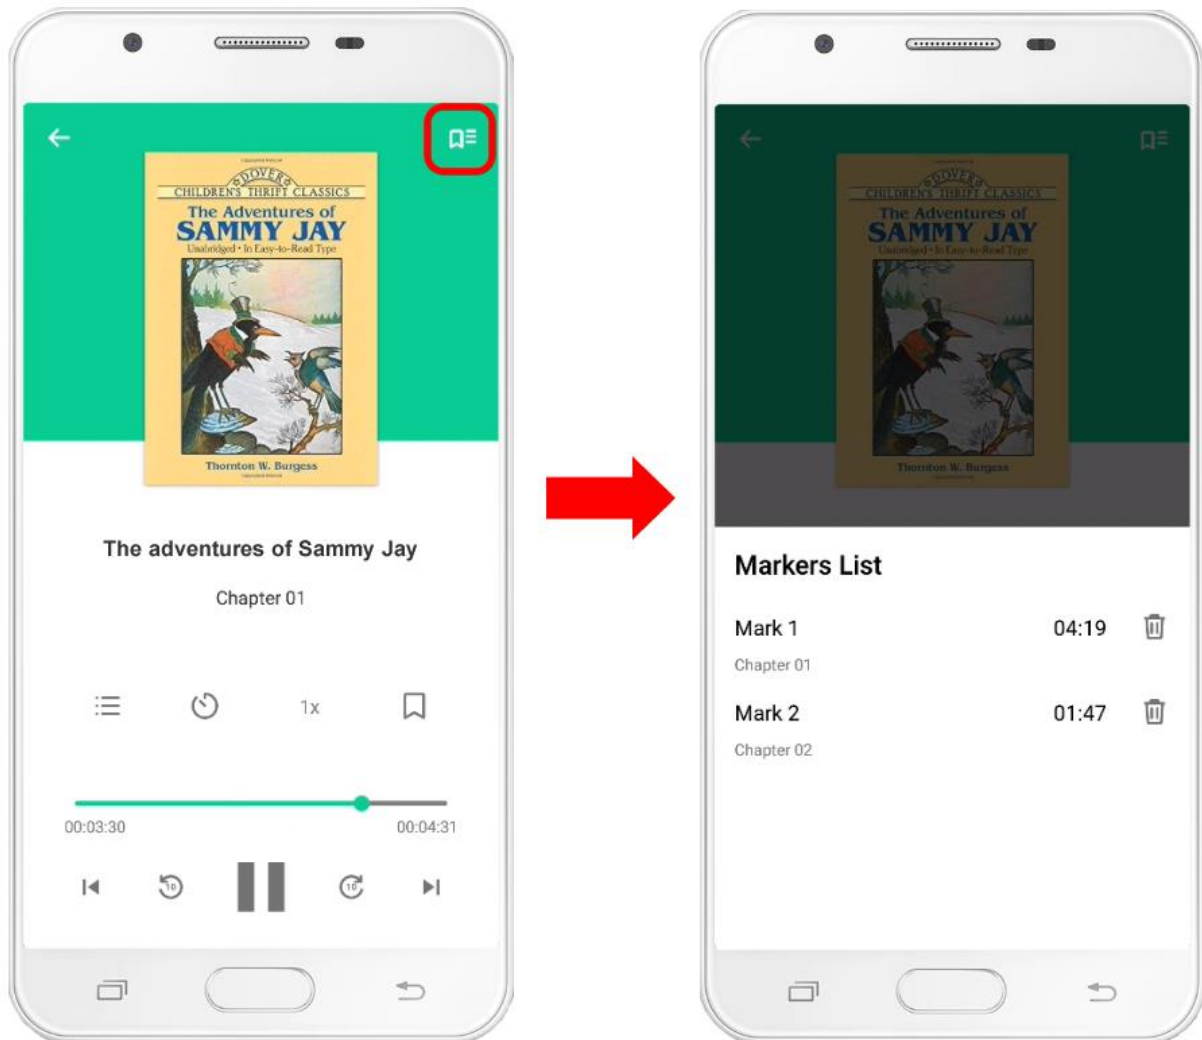 DOVER
CHILDREN'S THRIFT CLASSICS
The Adventures of
SAMMY JAY
Unabridged • In Easy-to-Read Type
Thornton W. Burgess
The adventures of Sammy Jay
Chapter 01
1x
00:03:30
00:04:31
10
10
DOVER
CHILDREN'S THRIFT CLASSICS
The Adventures of
SAMMY JAY
Unabridged • In Easy-to-Read Type
Thornton W. Burgess
Markers List
Mark 1 04:19
Chapter 01
Mark 2 01:47
Chapter 02